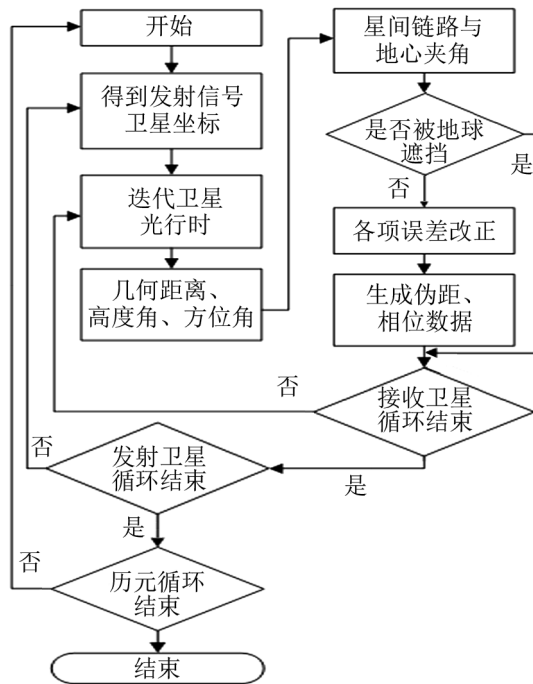 开始
得到发射信号
卫星坐标
迭代卫星
光行时
几何距离、
高度角、方位角
星间链路与
地心夹角
是否被地球
遮挡
是
否
各项误差改正
生成伪距、
相位数据
接收卫星
循环结束
否
是
发射卫星
循环结束
否
是
历元循环
结束
否
结束